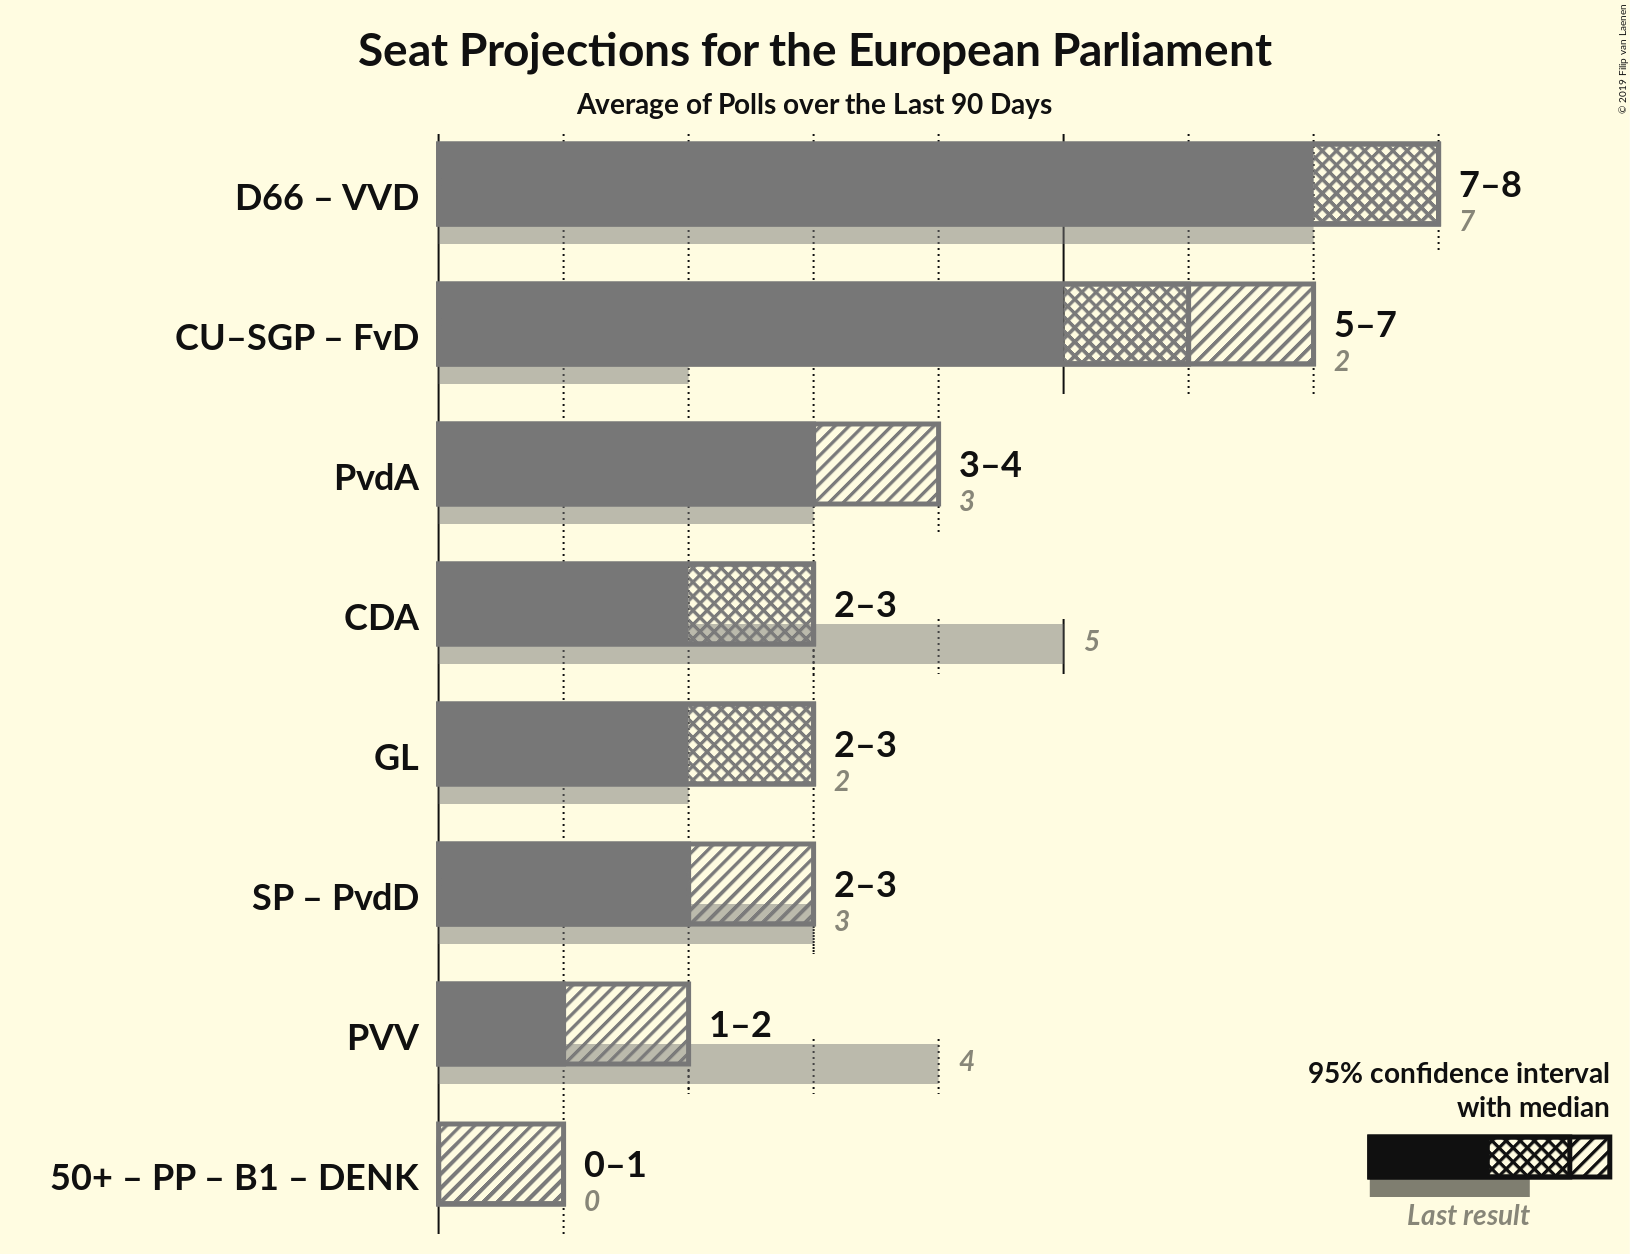 Seat Projections for the European Parliament
Average of Polls over the Last 90 Days
© 2019 Filip van Laenen
D66 – VVD
7–8
7
CU–SGP – FvD
5–7
2
PvdA
3–4
3
CDA
2–3
5
GL
2–3
2
SP – PvdD
2–3
3
PVV
1–2
4
50+ – PP – B1 – DENK
0–1
0
95% confidence interval
with median
Last result